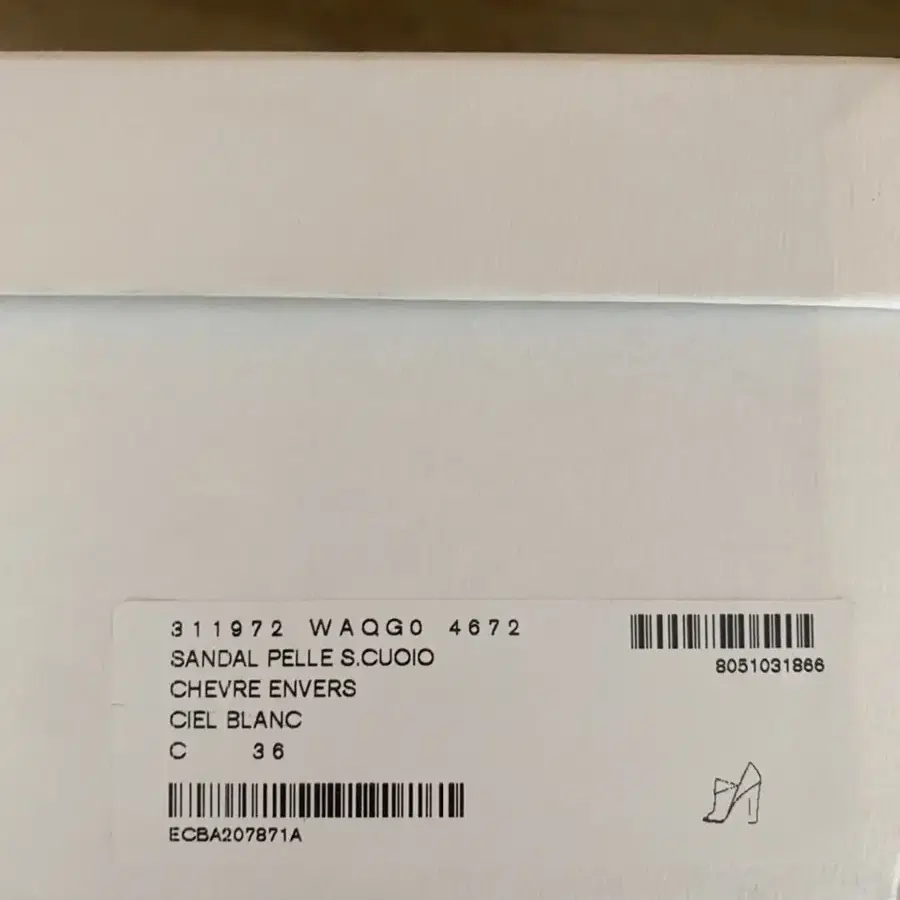 311972 WAQG0 4672
8051031866
SANDAL PELLE S.CUOIO
CHEVRE ENVERS
CIEL BLANC
C 36
ECBA207871A